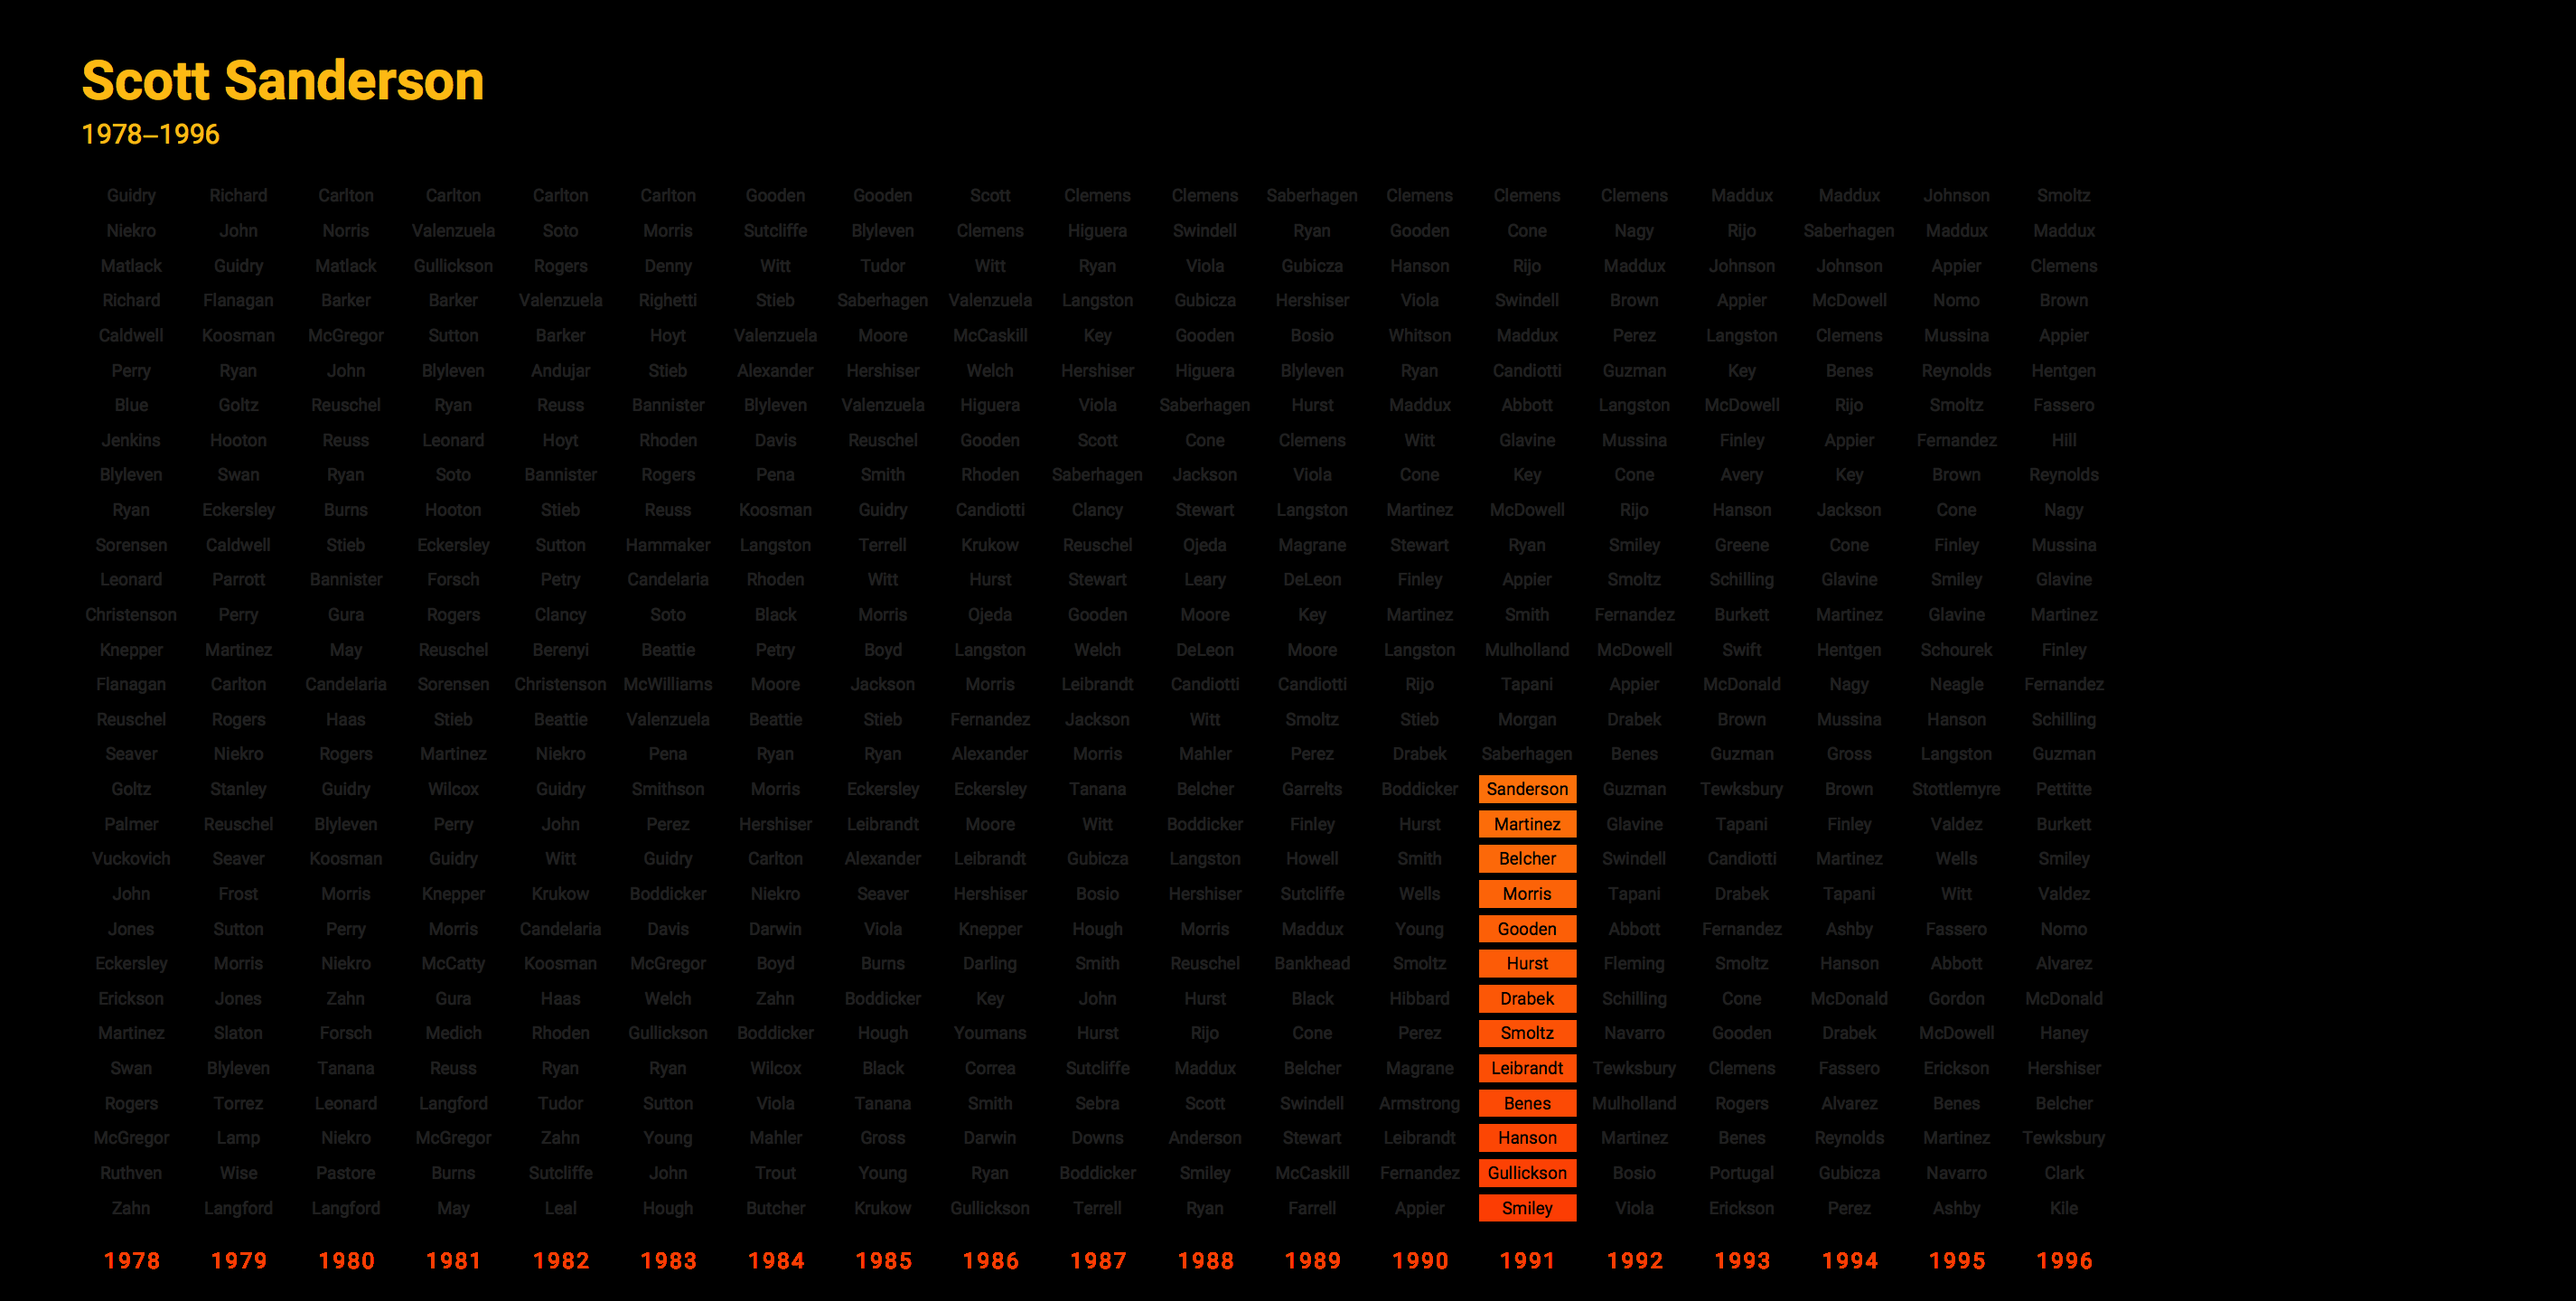 Scott Sanderson
1978–1996
Guidry Richard Carlton Carlton Carlton Carlton Gooden Gooden Scott Clemens Clemens Saberhagen Clemens Clemens Clemens Maddux Maddux Johnson Smoltz
Niekro John Norris Valenzuela Soto Morris Sutcliffe Blyleven Clemens Higuera Swindell Ryan Gooden Cone Nagy Rijo Saberhagen Maddux Maddux
Matlack Guidry Matlack Gullickson Rogers Denny Witt Tudor Witt Ryan Viola Gubicza Hanson Rijo Maddux Johnson Johnson Appier Clemens
Richard Flanagan Barker Barker Valenzuela Righetti Stieb Saberhagen Valenzuela Langston Gubicza Hershiser Viola Swindell Brown Appier McDowell Nomo Brown
Caldwell Koosman McGregor Sutton Barker Hoyt Valenzuela Moore McCaskill Key Gooden Bosio Whitson Maddux Perez Langston Clemens Mussina Appier
Perry Ryan John Blyleven Andujar Stieb Alexander Hershiser Welch Hershiser Higuera Blyleven Ryan Candiotti Guzman Key Benes Reynolds Hentgen
Blue Goltz Reuschel Ryan Reuss Bannister Blyleven Valenzuela Higuera Viola Saberhagen Hurst Maddux Abbott Langston McDowell Rijo Smoltz Fassero
Jenkins Hooton Reuss Leonard Hoyt Rhoden Davis Reuschel Gooden Scott Cone Clemens Witt Glavine Mussina Finley Appier Fernandez Hill
Blyleven Swan Ryan Soto Bannister Rogers Pena Smith Rhoden Saberhagen Jackson Viola Cone Key Cone Avery Key Brown Reynolds
Ryan Eckersley Burns Hooton Stieb Reuss Koosman Guidry Candiotti Clancy Stewart Langston Martinez McDowell Rijo Hanson Jackson Cone Nagy
Sorensen Caldwell Stieb Eckersley Sutton Hammaker Langston Terrell Krukow Reuschel Ojeda Magrane Stewart Ryan Smiley Greene Cone Finley Mussina
Leonard Parrott Bannister Forsch Petry Candelaria Rhoden Witt Hurst Stewart Leary DeLeon Finley Appier Smoltz Schilling Glavine Smiley Glavine
Christenson Perry Gura Rogers Clancy Soto Black Morris Ojeda Gooden Moore Key Martinez Smith Fernandez Burkett Martinez Glavine Martinez
Knepper Martinez May Reuschel Berenyi Beattie Petry Boyd Langston Welch DeLeon Moore Langston Mulholland McDowell Swift Hentgen Schourek Finley
Flanagan Carlton Candelaria Sorensen Christenson McWilliams Moore Jackson Morris Leibrandt Candiotti Candiotti Rijo Tapani Appier McDonald Nagy Neagle Fernandez
Reuschel Rogers Haas Stieb Beattie Valenzuela Beattie Stieb Fernandez Jackson Witt Smoltz Stieb Morgan Drabek Brown Mussina Hanson Schilling
Seaver Niekro Rogers Martinez Niekro Pena Ryan Ryan Alexander Morris Mahler Perez Drabek Saberhagen Benes Guzman Gross Langston Guzman
Goltz Stanley Guidry Wilcox Guidry Smithson Morris Eckersley Eckersley Tanana Belcher Garrelts Boddicker Sanderson Guzman Tewksbury Brown Stottlemyre Pettitte
Palmer Reuschel Blyleven Perry John Perez Hershiser Leibrandt Moore Witt Boddicker Finley Hurst Martinez Glavine Tapani Finley Valdez Burkett
Vuckovich Seaver Koosman Guidry Witt Guidry Carlton Alexander Leibrandt Gubicza Langston Howell Smith Belcher Swindell Candiotti Martinez Wells Smiley
John Frost Morris Knepper Krukow Boddicker Niekro Seaver Hershiser Bosio Hershiser Sutcliffe Wells Morris Tapani Drabek Tapani Witt Valdez
Jones Sutton Perry Morris Candelaria Davis Darwin Viola Knepper Hough Morris Maddux Young Gooden Abbott Fernandez Ashby Fassero Nomo
Eckersley Morris Niekro McCatty Koosman McGregor Boyd Burns Darling Smith Reuschel Bankhead Smoltz Hurst Fleming Smoltz Hanson Abbott Alvarez
Erickson Jones Zahn Gura Haas Welch Zahn Boddicker Key John Hurst Black Hibbard Drabek Schilling Cone McDonald Gordon McDonald
Martinez Slaton Forsch Medich Rhoden Gullickson Boddicker Hough Youmans Hurst Rijo Cone Perez Smoltz Navarro Gooden Drabek McDowell Haney
Swan Blyleven Tanana Reuss Ryan Ryan Wilcox Black Correa Sutcliffe Maddux Belcher Magrane Leibrandt Tewksbury Clemens Fassero Erickson Hershiser
Rogers Torrez Leonard Langford Tudor Sutton Viola Tanana Smith Sebra Scott Swindell Armstrong Benes Mulholland Rogers Alvarez Benes Belcher
McGregor Lamp Niekro McGregor Zahn Young Mahler Gross Darwin Downs Anderson Stewart Leibrandt Hanson Martinez Benes Reynolds Martinez Tewksbury
Ruthven Wise Pastore Burns Sutcliffe John Trout Young Ryan Boddicker Smiley McCaskill Fernandez Gullickson Bosio Portugal Gubicza Navarro Clark
Zahn Langford Langford May Leal Hough Butcher Krukow Gullickson Terrell Ryan Farrell Appier Smiley Viola Erickson Perez Ashby Kile
1978 1979 1980 1981 1982 1983 1984 1985 1986 1987 1988 1989 1990 1991 1992 1993 1994 1995 1996